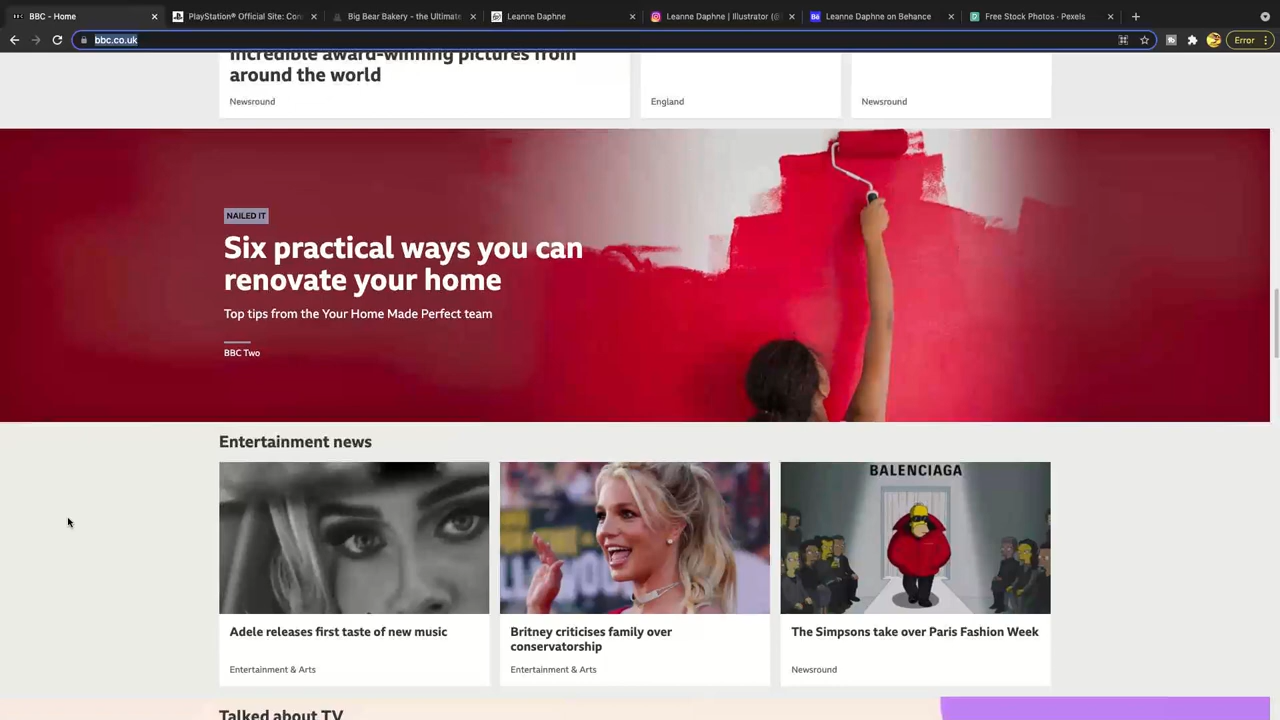 BBC - Home
PlayStation® Official Site: Con
Big Bear Bakery - the Ultimate
Leanne Daphne
Leanne Daphne | Illustrator (@
Leanne Daphne on Behance
Free Stock Photos · Pexels
bbc.co.uk
Error
incredible award-winning pictures from
around the world
Newsround
England
Newsround
NAILED IT
Six practical ways you can
renovate your home
Top tips from the Your Home Made Perfect team
BBC Two
Entertainment news
BALENCIAGA
Adele releases first taste of new music
Entertainment & Arts
Britney criticises family over
conservatorship
Entertainment & Arts
The Simpsons take over Paris Fashion Week
Newsround
Talked about TV